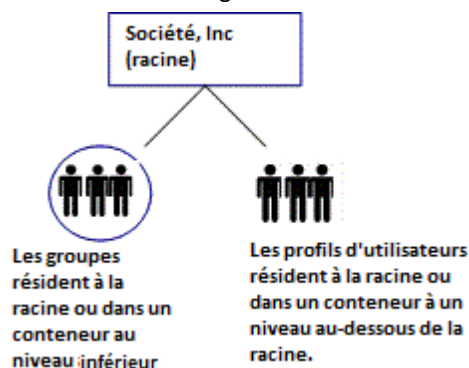 Société, Inc
(racine)
Les groupes
résident à la
racine ou dans un
conteneur au
niveau inférieur
Les profils d'utilisateurs
résident à la racine ou
dans un conteneur à un
niveau au-dessous de la
racine.